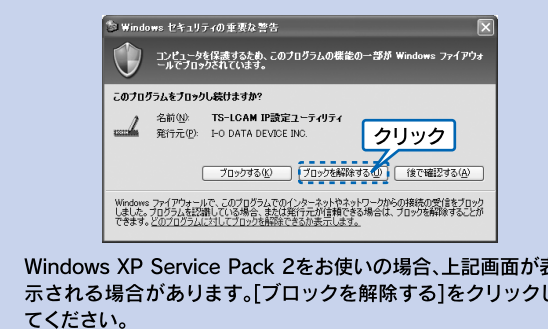 Windows セキュリティの重要な警告
コンピュータを保護するため、このプログラムの機能の一部が Windows ファイアウォ
ールでブロックされています。
このプログラムをブロックし続けますか?
名前(N): TS-LCAM IP設定ユーティリティ
発行元(P): I-O DATA DEVICE INC.
クリック
ブロックする(K) ブロックを解除する(U) 後で確認する(A)
Windows ファイアウォールで、このプログラムでのインターネットやネットワークからの接続の受信をブロック
しました。プログラムを認識している場合、または発行元が信頼できる場合は、ブロックを解除することが
できます。どのプログラムに対してブロックを解除できるか表示します。
Windows XP Service Pack 2をお使いの場合、上記画面が表
示される場合があります。[ブロックを解除する]をクリックし
てください。